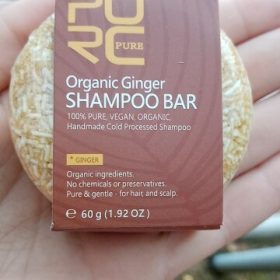 PURE
Organic Ginger
SHAMPOO BAR
100% PURE, VEGAN, ORGANIC,
Handmade Cold Processed Shampoo
* GINGER
Organic ingredients.
No chemicals or preservatives.
Pure & gentle - for hair, and scalp.
℮ 60 g (1.92 OZ)